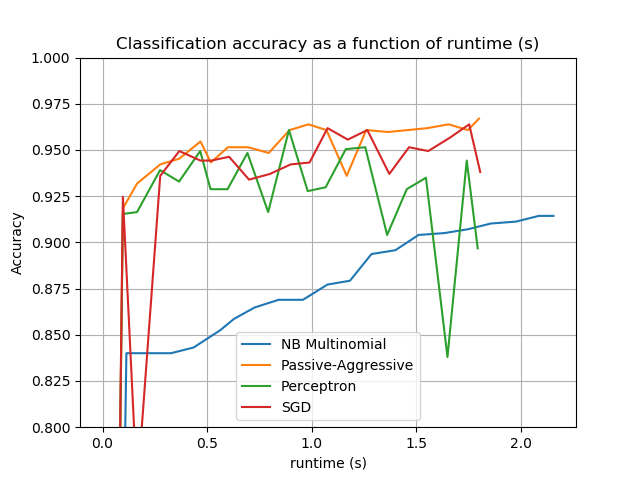 Classification accuracy as a function of runtime (s)
1.000
0.975
0.950
0.925
0.900
0.875
0.850
0.825
0.800
Accuracy
NB Multinomial
Passive-Aggressive
Perceptron
SGD
0.0 0.5 1.0 1.5 2.0
runtime (s)